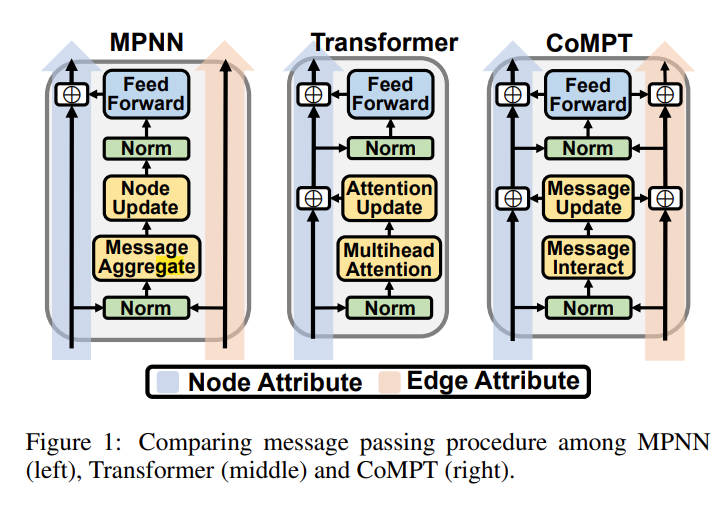 MPNN
Feed
Forward
Norm
Node
Update
Message
Aggregate
Norm
Transformer
Feed
Forward
Norm
Attention
Update
Multihead
Attention
Norm
CoMPT
Feed
Forward
Norm
Message
Update
Message
Interact
Norm
Node Attribute
Edge Attribute
Figure 1: Comparing message passing procedure among MPNN
(left), Transformer (middle) and CoMPT (right).